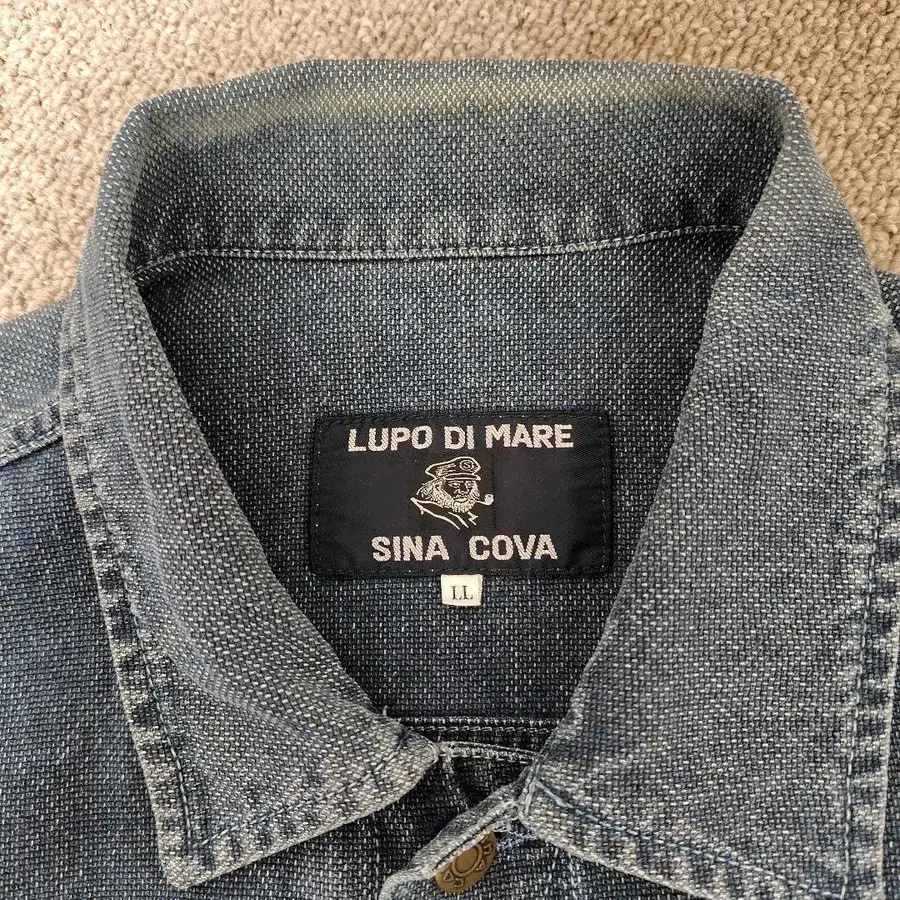 LUPO DI MARE
SINA COVA
LL